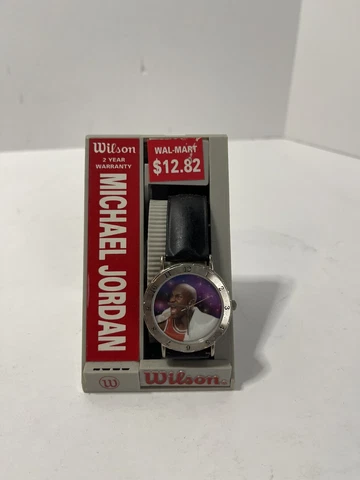 Wilson
2 YEAR
WARRANTY
MICHAEL JORDAN
WAL-MART
$12.82
W
Wilson